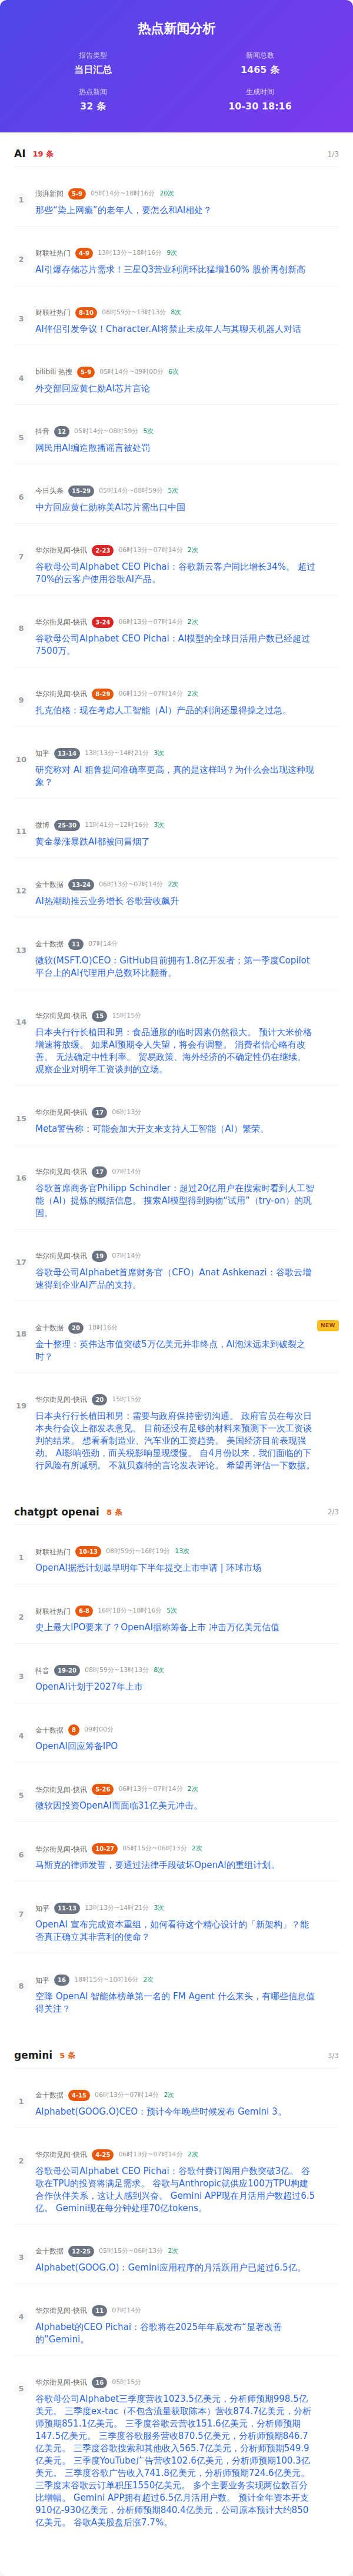 热点新闻分析
报告类型
当日汇总
新闻总数
1465 条
热点新闻
32 条
生成时间
10-30 18:16
AI 19 条 1/3
1
澎湃新闻 5-9 05时14分~18时16分 20次
那些“染上网瘾”的老年人，要怎么和AI相处？
2
财联社热门 4-9 13时13分~18时16分 9次
AI引爆存储芯片需求！三星Q3营业利润环比猛增160% 股价再创新高
3
财联社热门 8-10 08时59分~13时13分 8次
AI伴侣引发争议！Character.AI将禁止未成年人与其聊天机器人对话
4
bilibili 热搜 5-9 05时14分~09时00分 6次
外交部回应黄仁勋AI芯片言论
5
抖音 12 05时14分~08时59分 5次
网民用AI编造散播谣言被处罚
6
今日头条 15-29 05时14分~08时59分 5次
中方回应黄仁勋称美AI芯片需出口中国
7
华尔街见闻-快讯 2-23 06时13分~07时14分 2次
谷歌母公司Alphabet CEO Pichai：谷歌新云客户同比增长34%。 超过
70%的云客户使用谷歌AI产品。
8
华尔街见闻-快讯 3-24 06时13分~07时14分 2次
谷歌母公司Alphabet CEO Pichai：AI模型的全球日活用户数已经超过
7500万。
9
华尔街见闻-快讯 8-29 06时13分~07时14分 2次
扎克伯格：现在考虑人工智能（AI）产品的利润还显得操之过急。
10
知乎 13-14 13时13分~14时21分 3次
研究称对 AI 粗鲁提问准确率更高，真的是这样吗？为什么会出现这种现
象？
11
微博 25-30 11时41分~12时16分 3次
黄金暴涨暴跌AI都被问冒烟了
12
金十数据 13-24 06时13分~07时14分 2次
AI热潮助推云业务增长 谷歌营收飙升
13
金十数据 11 07时14分
微软(MSFT.O)CEO：GitHub目前拥有1.8亿开发者；第一季度Copilot
平台上的AI代理用户总数环比翻番。
14
华尔街见闻-快讯 15 15时15分
日本央行行长植田和男：食品通胀的临时因素仍然很大。 预计大米价格
增速将放缓。 如果AI预期令人失望，将会有调整。 消费者信心略有改
善。 无法确定中性利率。 贸易政策、海外经济的不确定性仍在继续。
观察企业对明年工资谈判的立场。
15
华尔街见闻-快讯 17 06时13分
Meta警告称：可能会加大开支来支持人工智能（AI）繁荣。
16
华尔街见闻-快讯 17 07时14分
谷歌首席商务官Philipp Schindler：超过20亿用户在搜索时看到人工智
能（AI）提炼的概括信息。 搜索AI模型得到购物“试用”（try-on）的巩
固。
17
华尔街见闻-快讯 19 07时14分
谷歌母公司Alphabet首席财务官（CFO）Anat Ashkenazi：谷歌云增
速得到企业AI产品的支持。
18
金十数据 20 18时16分 NEW
金十整理：英伟达市值突破5万亿美元并非终点，AI泡沫远未到破裂之
时？
19
华尔街见闻-快讯 20 15时15分
日本央行行长植田和男：需要与政府保持密切沟通。 政府官员在每次日
本央行会议上都发表意见。 目前还没有足够的材料来预测下一次工资谈
判的结果。 想看看制造业、汽车业的工资趋势。 美国经济目前表现强
劲。 AI影响强劲，而关税影响显现缓慢。 自4月份以来，我们面临的下
行风险有所减弱。 不就贝森特的言论发表评论。 希望再评估一下数据。
chatgpt openai 8 条 2/3
1
财联社热门 10-13 08时59分~16时19分 13次
OpenAI据悉计划最早明年下半年提交上市申请 | 环球市场
2
财联社热门 6-8 16时18分~18时16分 5次
史上最大IPO要来了？OpenAI据称筹备上市 冲击万亿美元估值
3
抖音 19-20 08时59分~13时13分 8次
OpenAI计划于2027年上市
4
金十数据 8 09时00分
OpenAI回应筹备IPO
5
华尔街见闻-快讯 5-26 06时13分~07时14分 2次
微软因投资OpenAI而面临31亿美元冲击。
6
华尔街见闻-快讯 10-27 05时15分~06时13分 2次
马斯克的律师发誓，要通过法律手段破坏OpenAI的重组计划。
7
知乎 11-13 13时13分~14时21分 3次
OpenAI 宣布完成资本重组，如何看待这个精心设计的「新架构」？能
否真正确立其非营利的使命？
8
知乎 16 18时15分~18时16分 2次
空降 OpenAI 智能体榜单第一名的 FM Agent 什么来头，有哪些信息值
得关注？
gemini 5 条 3/3
1
金十数据 4-15 06时13分~07时14分 2次
Alphabet(GOOG.O)CEO：预计今年晚些时候发布 Gemini 3。
2
华尔街见闻-快讯 4-25 06时13分~07时14分 2次
谷歌母公司Alphabet CEO Pichai：谷歌付费订阅用户数突破3亿。 谷
歌在TPU的投资将满足需求。 谷歌与Anthropic就供应100万TPU构建
合作伙伴关系，这让人感到兴奋。 Gemini APP现在月活用户数超过6.5
亿。 Gemini现在每分钟处理70亿tokens。
3
金十数据 12-25 05时15分~06时13分 2次
Alphabet(GOOG.O)：Gemini应用程序的月活跃用户已超过6.5亿。
4
华尔街见闻-快讯 11 07时14分
Alphabet的CEO Pichai：谷歌将在2025年年底发布“显著改善
的”Gemini。
5
华尔街见闻-快讯 16 05时15分
谷歌母公司Alphabet三季度营收1023.5亿美元，分析师预期998.5亿
美元。 三季度ex-tac（不包含流量获取陈本）营收874.7亿美元，分析
师预期851.1亿美元。 三季度谷歌云营收151.6亿美元，分析师预期
147.5亿美元。 三季度谷歌服务营收870.5亿美元，分析师预期846.7
亿美元。 三季度谷歌搜索和其他收入565.7亿美元，分析师预期549.9
亿美元。 三季度YouTube广告营收102.6亿美元，分析师预期100.3亿
美元。 三季度谷歌广告收入741.8亿美元，分析师预期724.6亿美元。
三季度末谷歌云订单积压1550亿美元。 多个主要业务实现两位数百分
比增幅。 Gemini APP拥有超过6.5亿月活用户数。 预计全年资本开支
910亿-930亿美元，分析师预期840.4亿美元，公司原本预计大约850
亿美元。 谷歌A美股盘后涨7.7%。